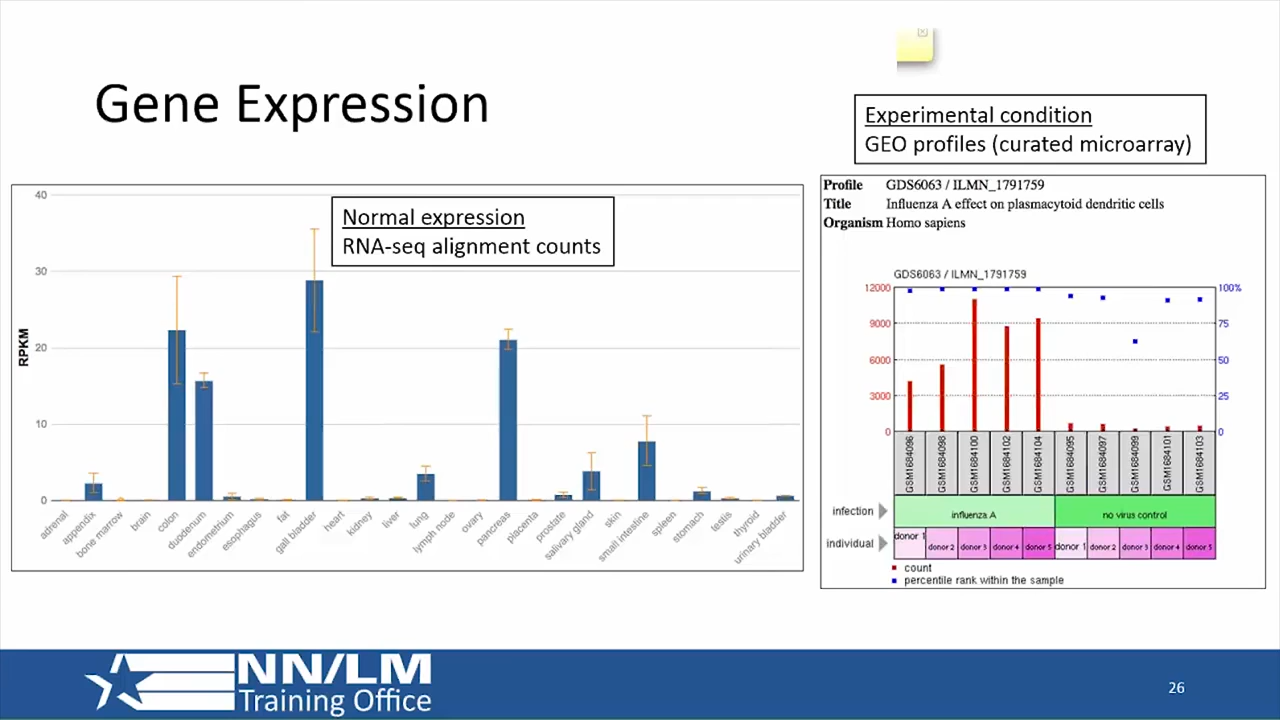 Gene Expression
Experimental condition
GEO profiles (curated microarray)
Normal expression
RNA-seq alignment counts
RPKM
40
30
20
10
0
adrenal
appendix
bone marrow
brain
colon
duodenum
endometrium
esophagus
fat
gall bladder
heart
kidney
liver
lung
lymph node
ovary
pancreas
placenta
prostate
salivary gland
skin
small intestine
spleen
stomach
testis
thyroid
urinary bladder
Profile GDS6063 / ILMN_1791759
Title Influenza A effect on plasmacytoid dendritic cells
Organism Homo sapiens
GDS6063 / ILMN_1791759
12000 100%
9000 75
6000 50
3000 25
0 0
GSM1684096
GSM1684098
GSM1684100
GSM1684102
GSM1684104
GSM1684095
GSM1684097
GSM1684099
GSM1684101
GSM1684103
infection influenza A no virus control
individual donor 1 donor 2 donor 3 donor 4 donor 5 donor 1 donor 2 donor 3 donor 4 donor 5
count
percentile rank within the sample
NN/LM
Training Office
26